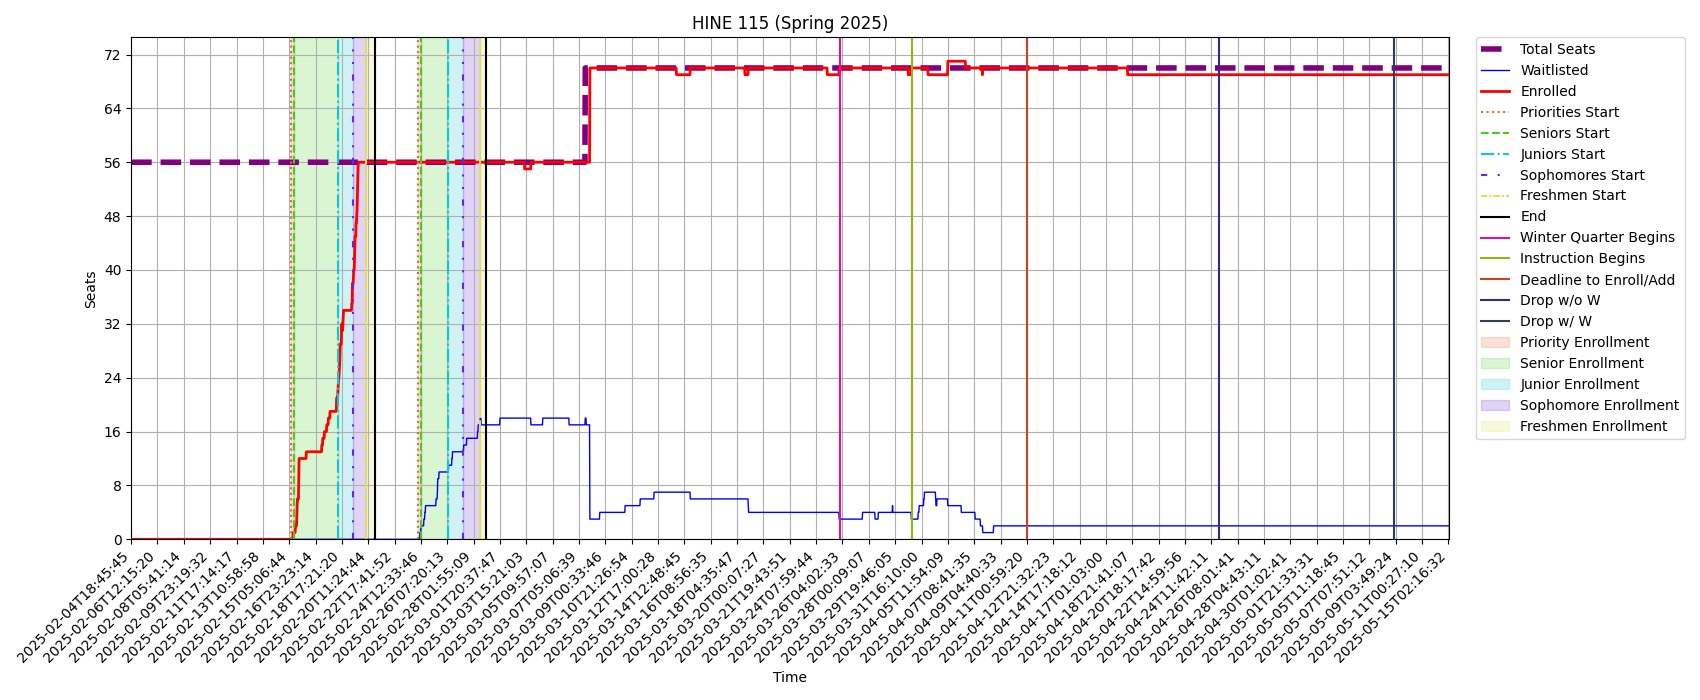 HINE 115 (Spring 2025)
Seats
72
64
56
48
40
32
24
16
8
0
2025-02-04T18:45:45
2025-02-06T12:15:20
2025-02-08T05:41:14
2025-02-09T23:19:32
2025-02-11T17:14:17
2025-02-13T10:58:58
2025-02-15T05:06:44
2025-02-16T23:23:14
2025-02-18T17:21:20
2025-02-20T11:24:44
2025-02-22T17:41:52
2025-02-24T12:33:46
2025-02-26T07:20:13
2025-02-28T01:55:09
2025-03-01T20:37:47
2025-03-03T15:21:03
2025-03-05T09:57:07
2025-03-07T05:06:39
2025-03-09T00:33:46
2025-03-10T21:26:54
2025-03-12T17:00:28
2025-03-14T12:48:45
2025-03-16T08:56:35
2025-03-18T04:35:47
2025-03-20T00:07:27
2025-03-21T19:43:51
2025-03-24T07:59:44
2025-03-26T04:02:33
2025-03-28T00:09:07
2025-03-29T19:46:05
2025-03-31T16:10:00
2025-04-05T11:54:09
2025-04-07T08:41:35
2025-04-09T04:40:33
2025-04-11T00:59:20
2025-04-12T21:32:23
2025-04-14T17:18:12
2025-04-17T01:03:00
2025-04-18T21:41:07
2025-04-20T18:17:42
2025-04-22T14:59:56
2025-04-24T11:42:11
2025-04-26T08:01:41
2025-04-28T04:43:11
2025-04-30T01:02:41
2025-05-01T21:33:31
2025-05-05T11:18:45
2025-05-07T07:51:12
2025-05-09T03:49:24
2025-05-11T00:27:10
2025-05-15T02:16:32
Time
Total Seats
Waitlisted
Enrolled
Priorities Start
Seniors Start
Juniors Start
Sophomores Start
Freshmen Start
End
Winter Quarter Begins
Instruction Begins
Deadline to Enroll/Add
Drop w/o W
Drop w/ W
Priority Enrollment
Senior Enrollment
Junior Enrollment
Sophomore Enrollment
Freshmen Enrollment